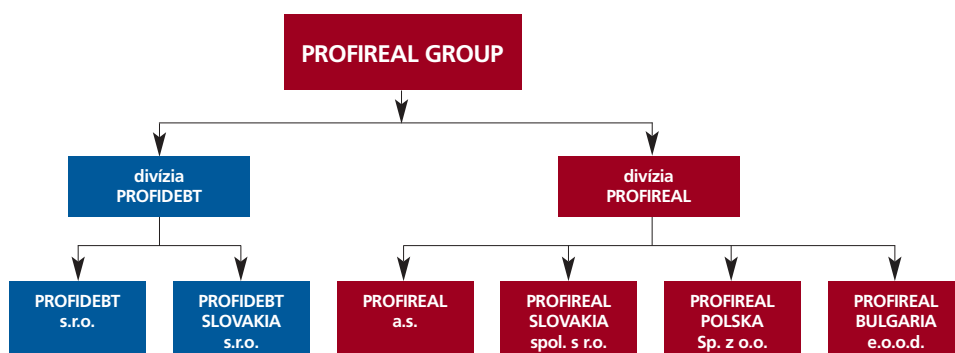 PROFIREAL GROUP
divízia
PROFIDEBT
divízia
PROFIREAL
PROFIDEBT
s.r.o.
PROFIDEBT
SLOVAKIA
s.r.o.
PROFIREAL
a.s.
PROFIREAL
SLOVAKIA
spol. s r.o.
PROFIREAL
POLSKA
Sp. z o.o.
PROFIREAL
BULGARIA
e.o.o.d.